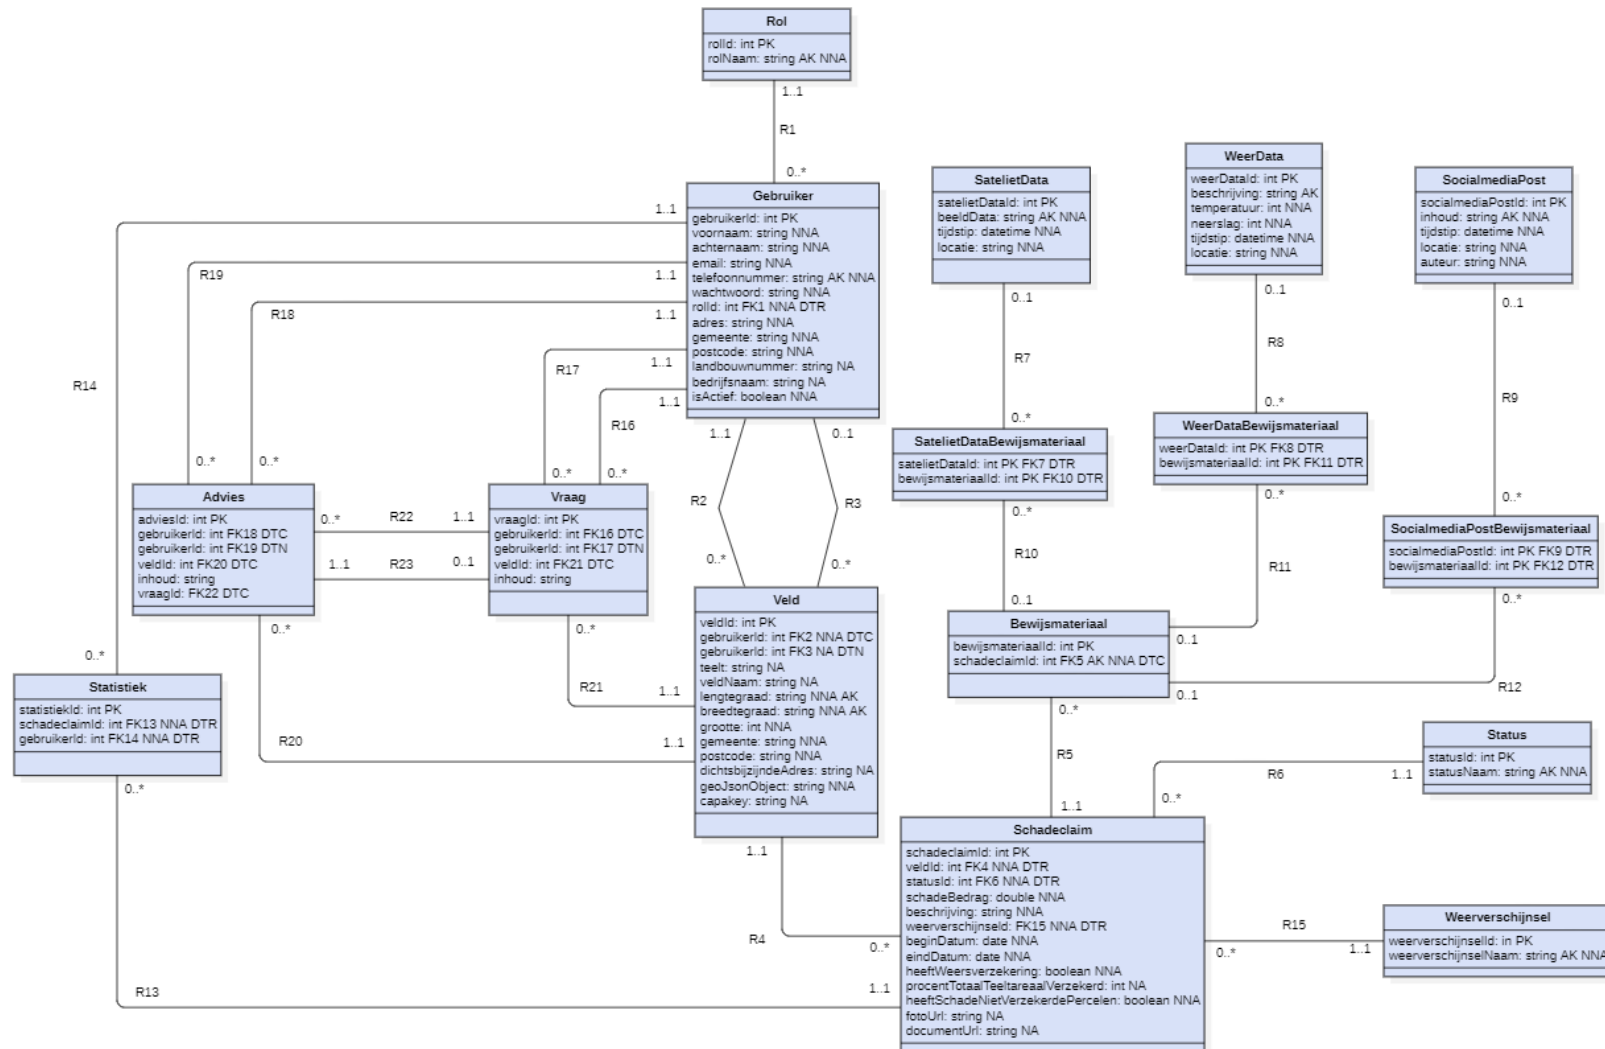 Rol
rolId: int PK
rolNaam: string AK NNA
1..1
R1
0..*
Gebruiker
gebruikerId: int PK
voornaam: string NNA
achternaam: string NNA
email: string NNA
telefoonnummer: string AK NNA
wachtwoord: string NNA
rolId: int FK1 NNA DTR
adres: string NNA
gemeente: string NNA
postcode: string NNA
landbouwnummer: string NA
bedrijfsnaam: string NA
isActief: boolean NNA
SatelietData
satelietDataId: int PK
beeldData: string AK NNA
tijdstip: datetime NNA
locatie: string NNA
WeerData
weerDataId: int PK
beschrijving: string AK
temperatuur: int NNA
neerslag: int NNA
tijdstip: datetime NNA
locatie: string NNA
SocialmediaPost
socialmediaPostId: int PK
inhoud: string AK NNA
tijdstip: datetime NNA
locatie: string NNA
auteur: string NNA
1..1
R19
1..1
R18
1..1
R17
1..1
R16
1..1
R14
0..*
0..*
0..*
0..*
1..1
0..1
R2
R3
0..*
0..*
0..1
R7
0..*
0..1
R8
0..*
0..1
R9
0..*
SatelietDataBewijsmateriaal
satelietDataId: int PK FK7 DTR
bewijsmateriaalId: int PK FK10 DTR
WeerDataBewijsmateriaal
weerDataId: int PK FK8 DTR
bewijsmateriaalId: int PK FK11 DTR
SocialmediaPostBewijsmateriaal
socialmediaPostId: int PK FK9 DTR
bewijsmateriaalId: int PK FK12 DTR
Advies
adviesId: int PK
gebruikerId: int FK18 DTC
gebruikerId: int FK19 DTN
veldId: int FK20 DTC
inhoud: string
vraagId: FK22 DTC
0..*
R22
1..1
1..1
R23
0..1
Vraag
vraagId: int PK
gebruikerId: int FK16 DTC
gebruikerId: int FK17 DTN
veldId: int FK21 DTC
inhoud: string
0..*
R10
0..1
0..*
R11
0..1
0..*
R12
0..1
Veld
veldId: int PK
gebruikerId: int FK2 NNA DTC
gebruikerId: int FK3 NA DTN
teelt: string NA
veldNaam: string NA
lengtegraad: string NNA AK
breedtegraad: string NNA AK
grootte: int NNA
gemeente: string NNA
postcode: string NNA
dichtsbijzijndeAdres: string NA
geoJsonObject: string NNA
capakey: string NA
Bewijsmateriaal
bewijsmateriaalId: int PK
schadeclaimId: int FK5 AK NNA DTC
0..*
0..*
R21
1..1
R20
1..1
0..*
Statistiek
statistiekId: int PK
schadeclaimId: int FK13 NNA DTR
gebruikerId: int FK14 NNA DTR
0..*
0..*
R5
1..1
R6
1..1
0..*
Status
statusId: int PK
statusNaam: string AK NNA
1..1
R4
0..*
R13
1..1
Schadeclaim
schadeclaimId: int PK
veldId: int FK4 NNA DTR
statusId: int FK6 NNA DTR
schadeBedrag: double NNA
beschrijving: string NNA
weerverschijnseld: FK15 NNA DTR
beginDatum: date NNA
eindDatum: date NNA
heeftWeersverzekering: boolean NNA
procentTotaalTeeltareaalVerzekerd: int NA
heeftSchadeNietVerzekerdePercelen: boolean NNA
fotoUrl: string NA
documentUrl: string NA
R15
0..*
1..1
Weerverschijnsel
weerverschijnselId: in PK
weerverschijnselNaam: string AK NNA